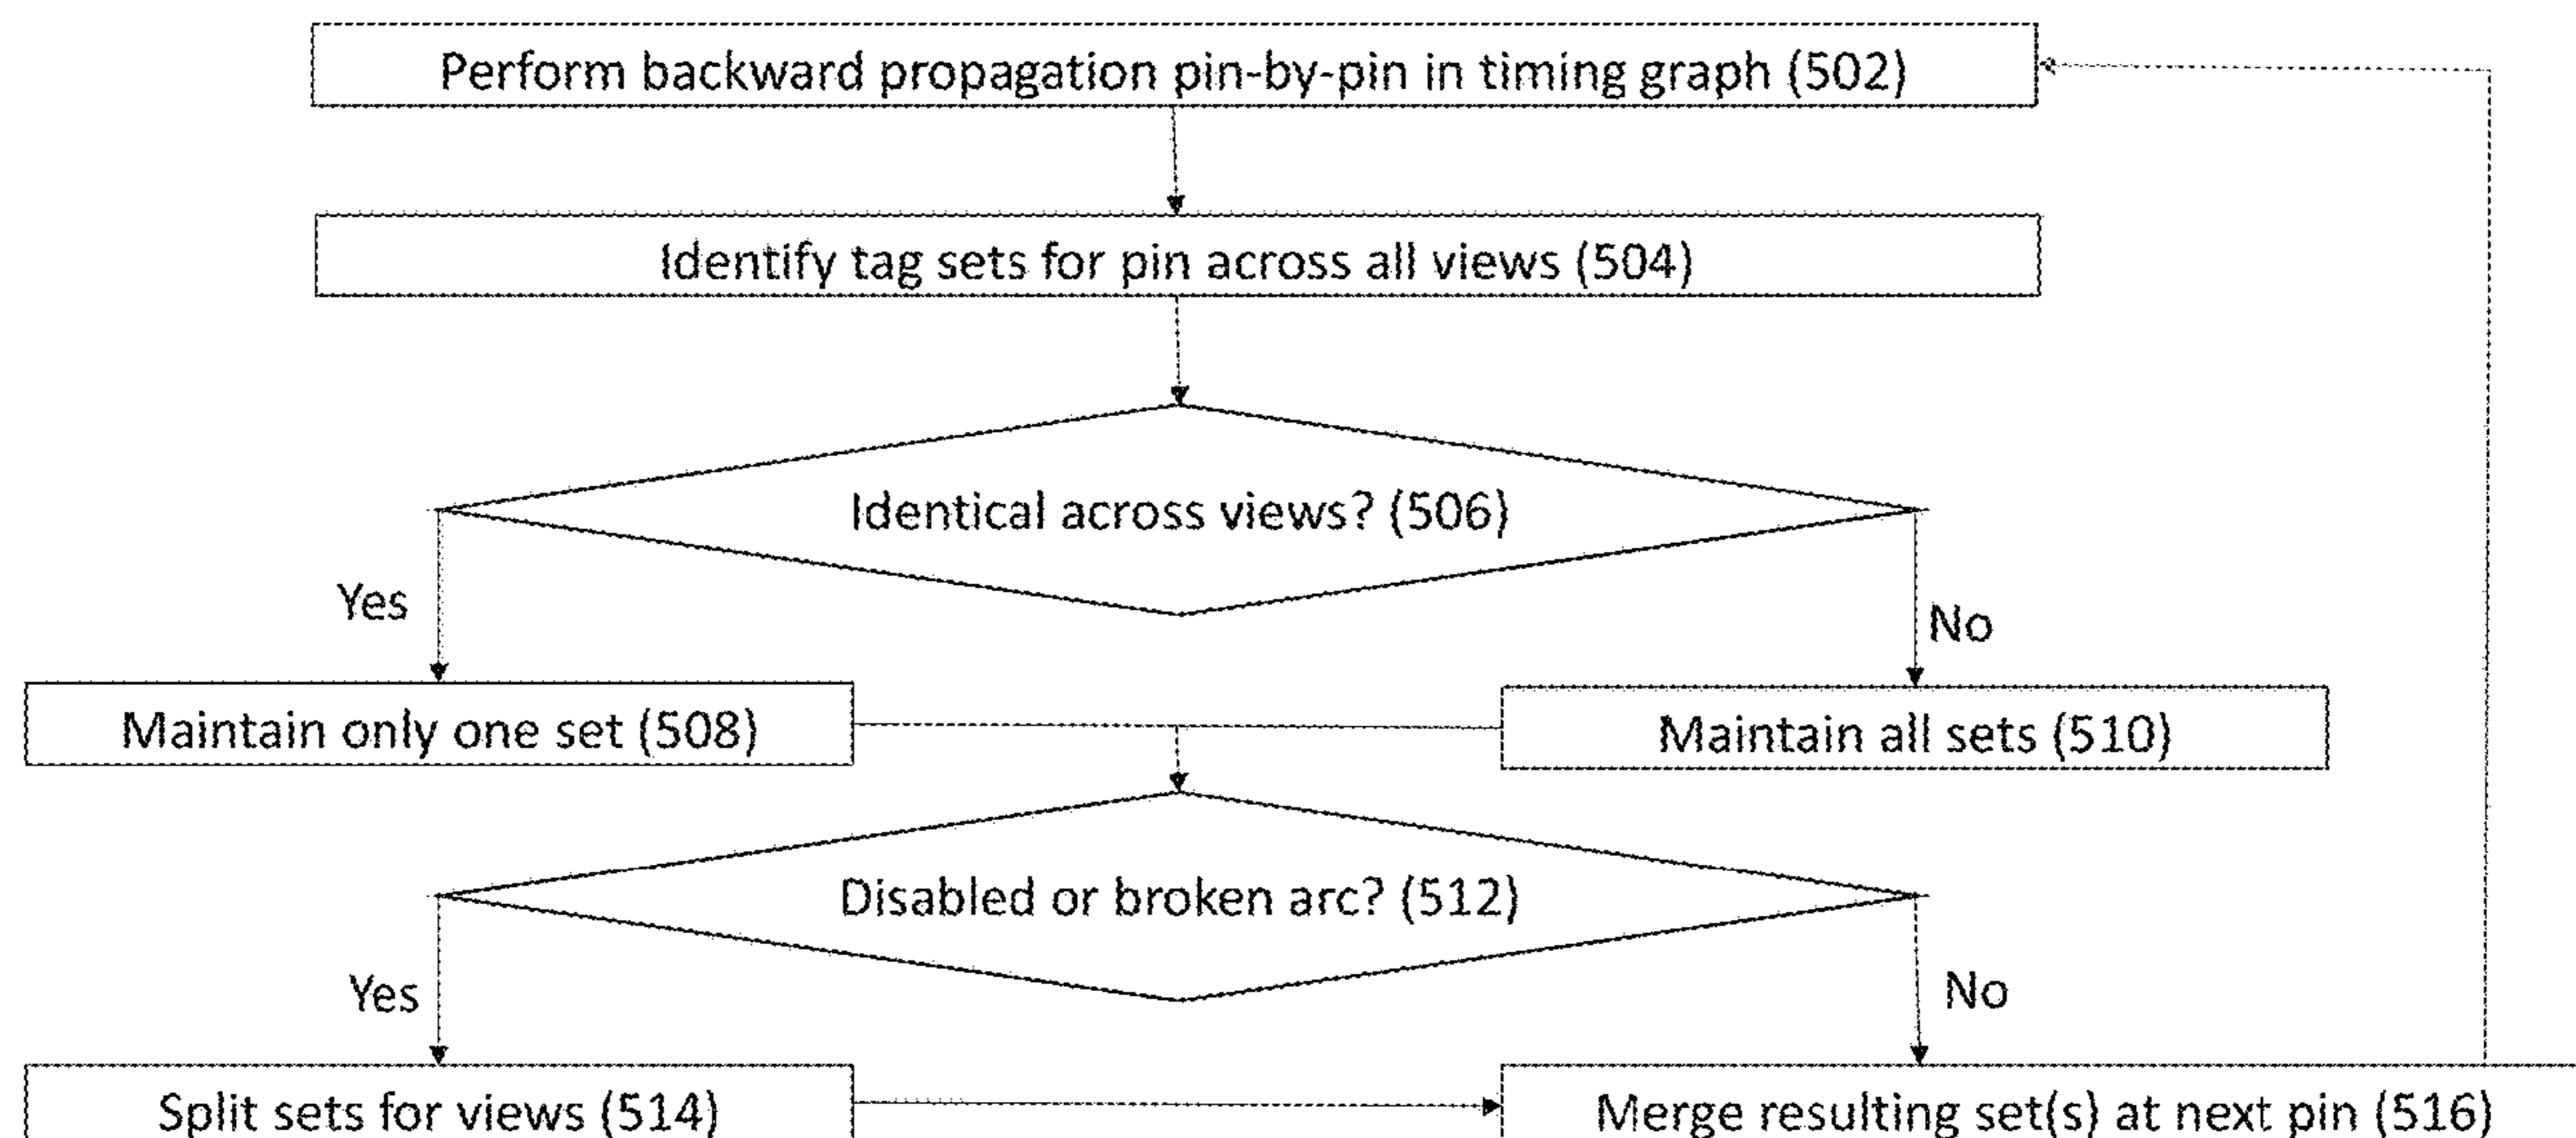 Perform backward propagation pin-by-pin in timing graph (502)
Identify tag sets for pin across all views (504)
Identical across views? (506)
Yes
No
Maintain only one set (508)
Maintain all sets (510)
Disabled or broken arc? (512)
Yes
No
Split sets for views (514)
Merge resulting set(s) at next pin (516)